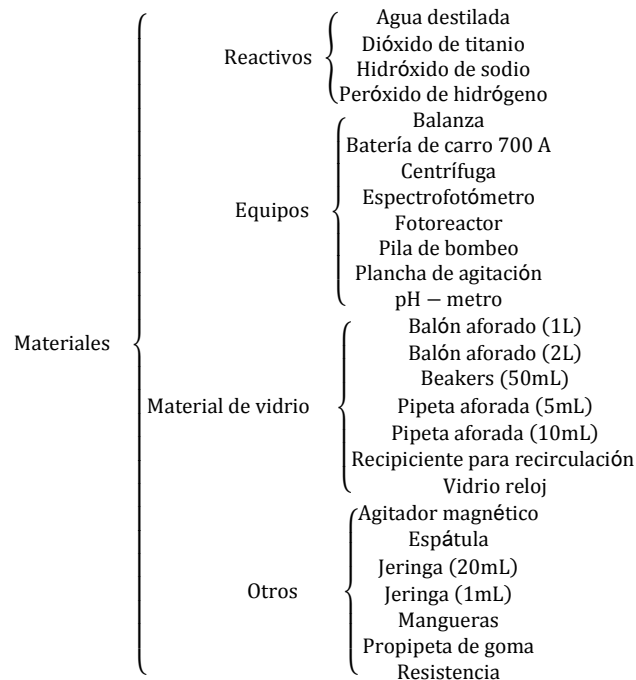 Materiales
Reactivos
Agua destilada
Dióxido de titanio
Hidróxido de sodio
Peróxido de hidrógeno
Equipos
Balanza
Batería de carro 700 A
Centrífuga
Espectrofotómetro
Fotoreactor
Pila de bombeo
Plancha de agitación
pH − metro
Material de vidrio
Balón aforado (1L)
Balón aforado (2L)
Beakers (50mL)
Pipeta aforada (5mL)
Pipeta aforada (10mL)
Recipiciente para recirculación
Vidrio reloj
Otros
Agitador magnético
Espátula
Jeringa (20mL)
Jeringa (1mL)
Mangueras
Propipeta de goma
Resistencia